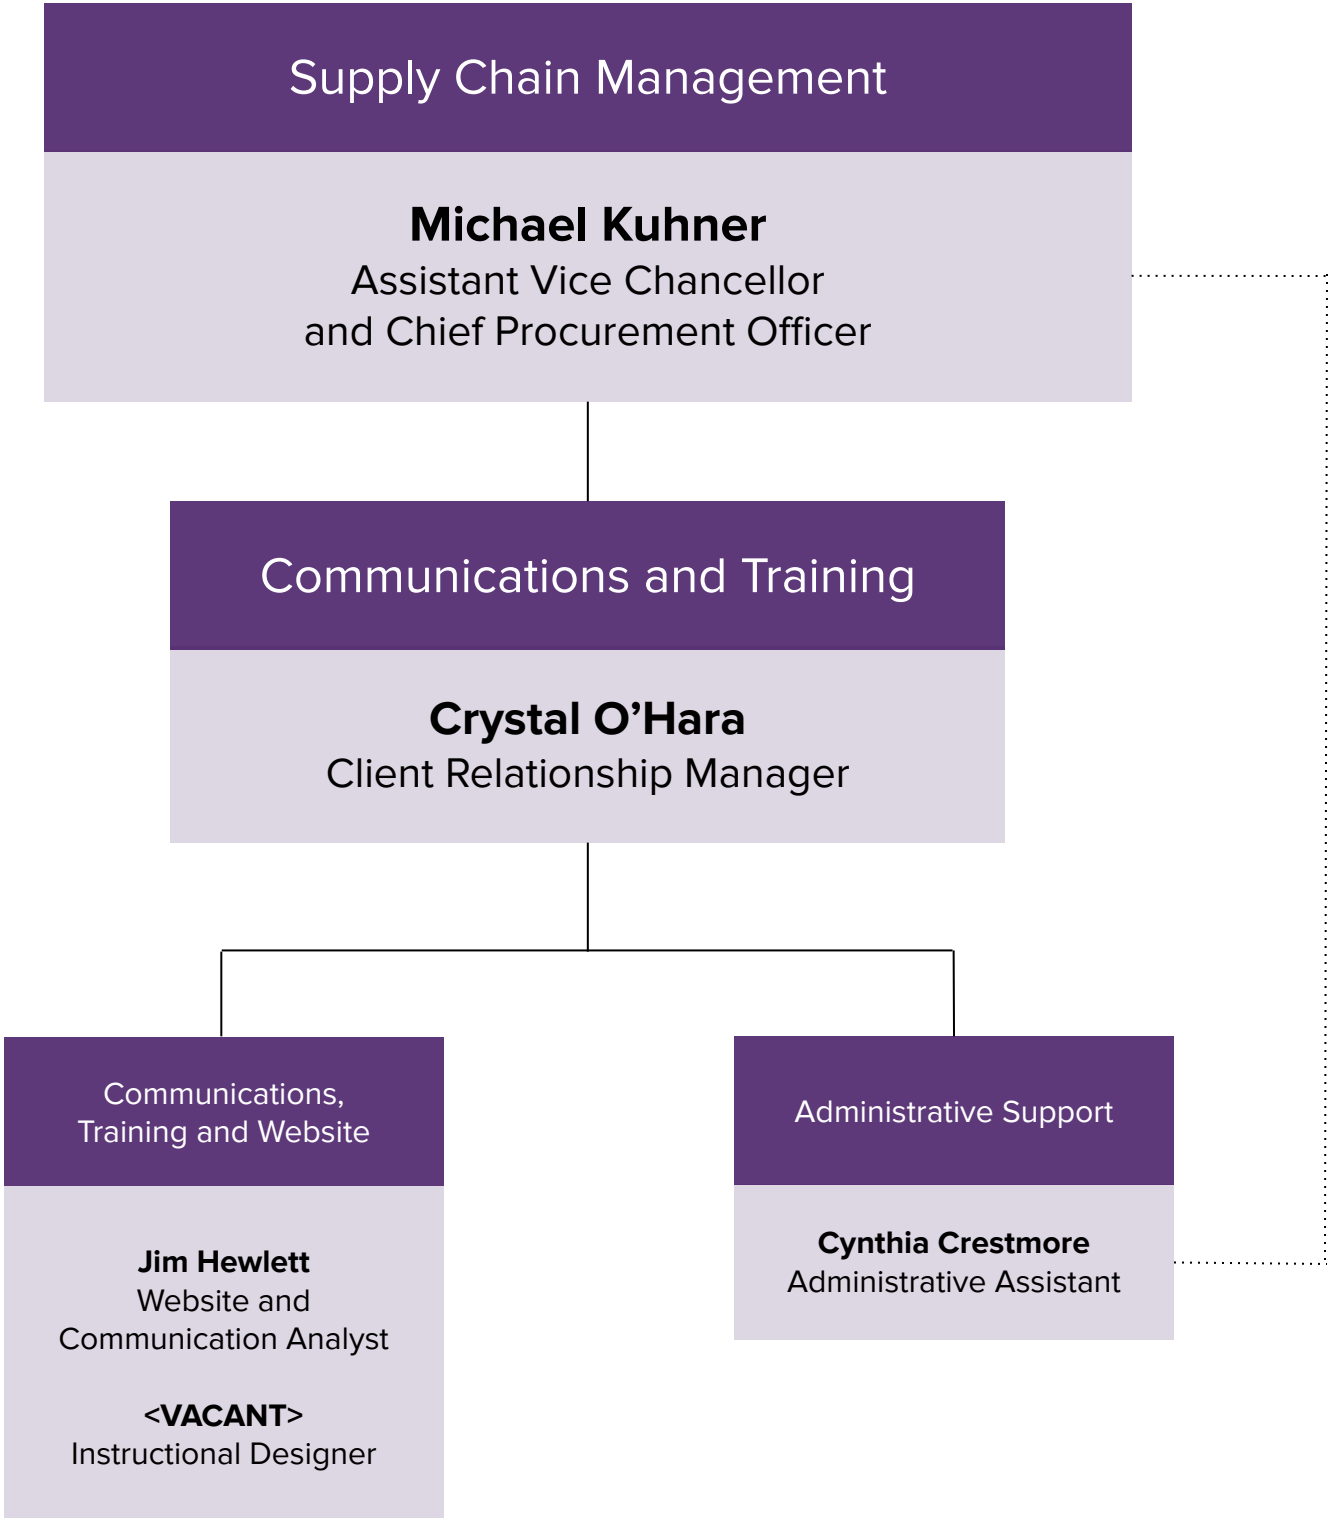 Supply Chain Management
Michael Kuhner
Assistant Vice Chancellor
and Chief Procurement Officer
Communications and Training
Crystal O’Hara
Client Relationship Manager
Communications,
Training and Website
Jim Hewlett
Website and
Communication Analyst
<VACANT>
Instructional Designer
Administrative Support
Cynthia Crestmore
Administrative Assistant